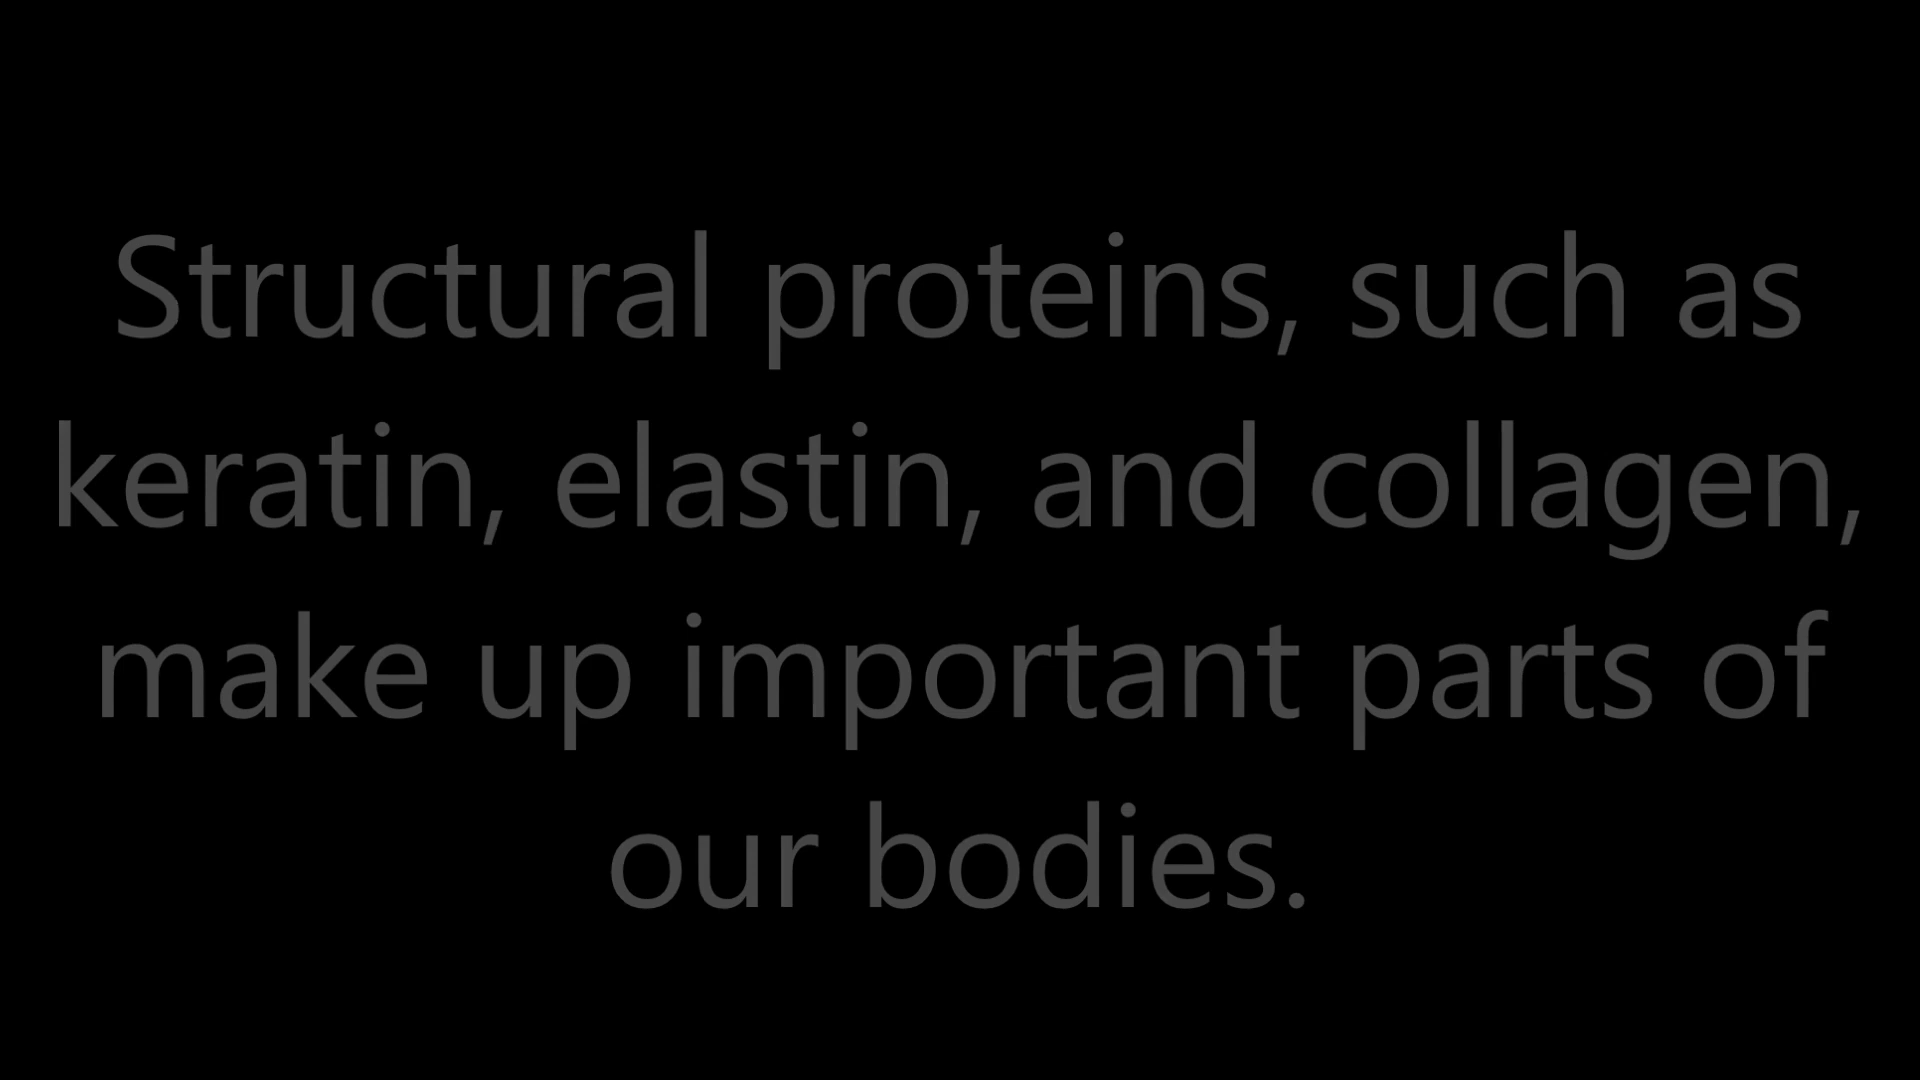 Structural proteins, such as
keratin, elastin, and collagen,
make up important parts of
our bodies.